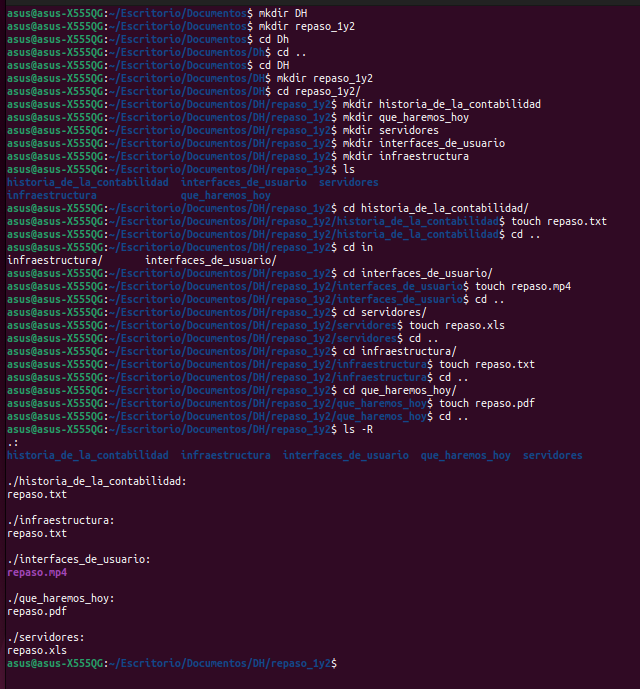 asus@asus-X555QG:~/Escritorio/Documentos$ mkdir DH
asus@asus-X555QG:~/Escritorio/Documentos$ mkdir repaso_1y2
asus@asus-X555QG:~/Escritorio/Documentos$ cd Dh
asus@asus-X555QG:~/Escritorio/Documentos/Dh$ cd ..
asus@asus-X555QG:~/Escritorio/Documentos$ cd DH
asus@asus-X555QG:~/Escritorio/Documentos/DH$ mkdir repaso_1y2
asus@asus-X555QG:~/Escritorio/Documentos/DH$ cd repaso_1y2/
asus@asus-X555QG:~/Escritorio/Documentos/DH/repaso_1y2$ mkdir historia_de_la_contabilidad
asus@asus-X555QG:~/Escritorio/Documentos/DH/repaso_1y2$ mkdir que_haremos_hoy
asus@asus-X555QG:~/Escritorio/Documentos/DH/repaso_1y2$ mkdir servidores
asus@asus-X555QG:~/Escritorio/Documentos/DH/repaso_1y2$ mkdir interfaces_de_usuario
asus@asus-X555QG:~/Escritorio/Documentos/DH/repaso_1y2$ mkdir infraestructura
asus@asus-X555QG:~/Escritorio/Documentos/DH/repaso_1y2$ ls
historia_de_la_contabilidad  interfaces_de_usuario  servidores
infraestructura              que_haremos_hoy
asus@asus-X555QG:~/Escritorio/Documentos/DH/repaso_1y2$ cd historia_de_la_contabilidad/
asus@asus-X555QG:~/Escritorio/Documentos/DH/repaso_1y2/historia_de_la_contabilidad$ touch repaso.txt
asus@asus-X555QG:~/Escritorio/Documentos/DH/repaso_1y2/historia_de_la_contabilidad$ cd ..
asus@asus-X555QG:~/Escritorio/Documentos/DH/repaso_1y2$ cd in
infraestructura/       interfaces_de_usuario/
asus@asus-X555QG:~/Escritorio/Documentos/DH/repaso_1y2$ cd interfaces_de_usuario/
asus@asus-X555QG:~/Escritorio/Documentos/DH/repaso_1y2/interfaces_de_usuario$ touch repaso.mp4
asus@asus-X555QG:~/Escritorio/Documentos/DH/repaso_1y2/interfaces_de_usuario$ cd ..
asus@asus-X555QG:~/Escritorio/Documentos/DH/repaso_1y2$ cd servidores/
asus@asus-X555QG:~/Escritorio/Documentos/DH/repaso_1y2/servidores$ touch repaso.xls
asus@asus-X555QG:~/Escritorio/Documentos/DH/repaso_1y2/servidores$ cd ..
asus@asus-X555QG:~/Escritorio/Documentos/DH/repaso_1y2$ cd infraestructura/
asus@asus-X555QG:~/Escritorio/Documentos/DH/repaso_1y2/infraestructura$ touch repaso.txt
asus@asus-X555QG:~/Escritorio/Documentos/DH/repaso_1y2/infraestructura$ cd ..
asus@asus-X555QG:~/Escritorio/Documentos/DH/repaso_1y2$ cd que_haremos_hoy/
asus@asus-X555QG:~/Escritorio/Documentos/DH/repaso_1y2/que_haremos_hoy$ touch repaso.pdf
asus@asus-X555QG:~/Escritorio/Documentos/DH/repaso_1y2/que_haremos_hoy$ cd ..
asus@asus-X555QG:~/Escritorio/Documentos/DH/repaso_1y2$ ls -R
.:
historia_de_la_contabilidad  infraestructura  interfaces_de_usuario  que_haremos_hoy  servidores

./historia_de_la_contabilidad:
repaso.txt

./infraestructura:
repaso.txt

./interfaces_de_usuario:
repaso.mp4

./que_haremos_hoy:
repaso.pdf

./servidores:
repaso.xls
asus@asus-X555QG:~/Escritorio/Documentos/DH/repaso_1y2$